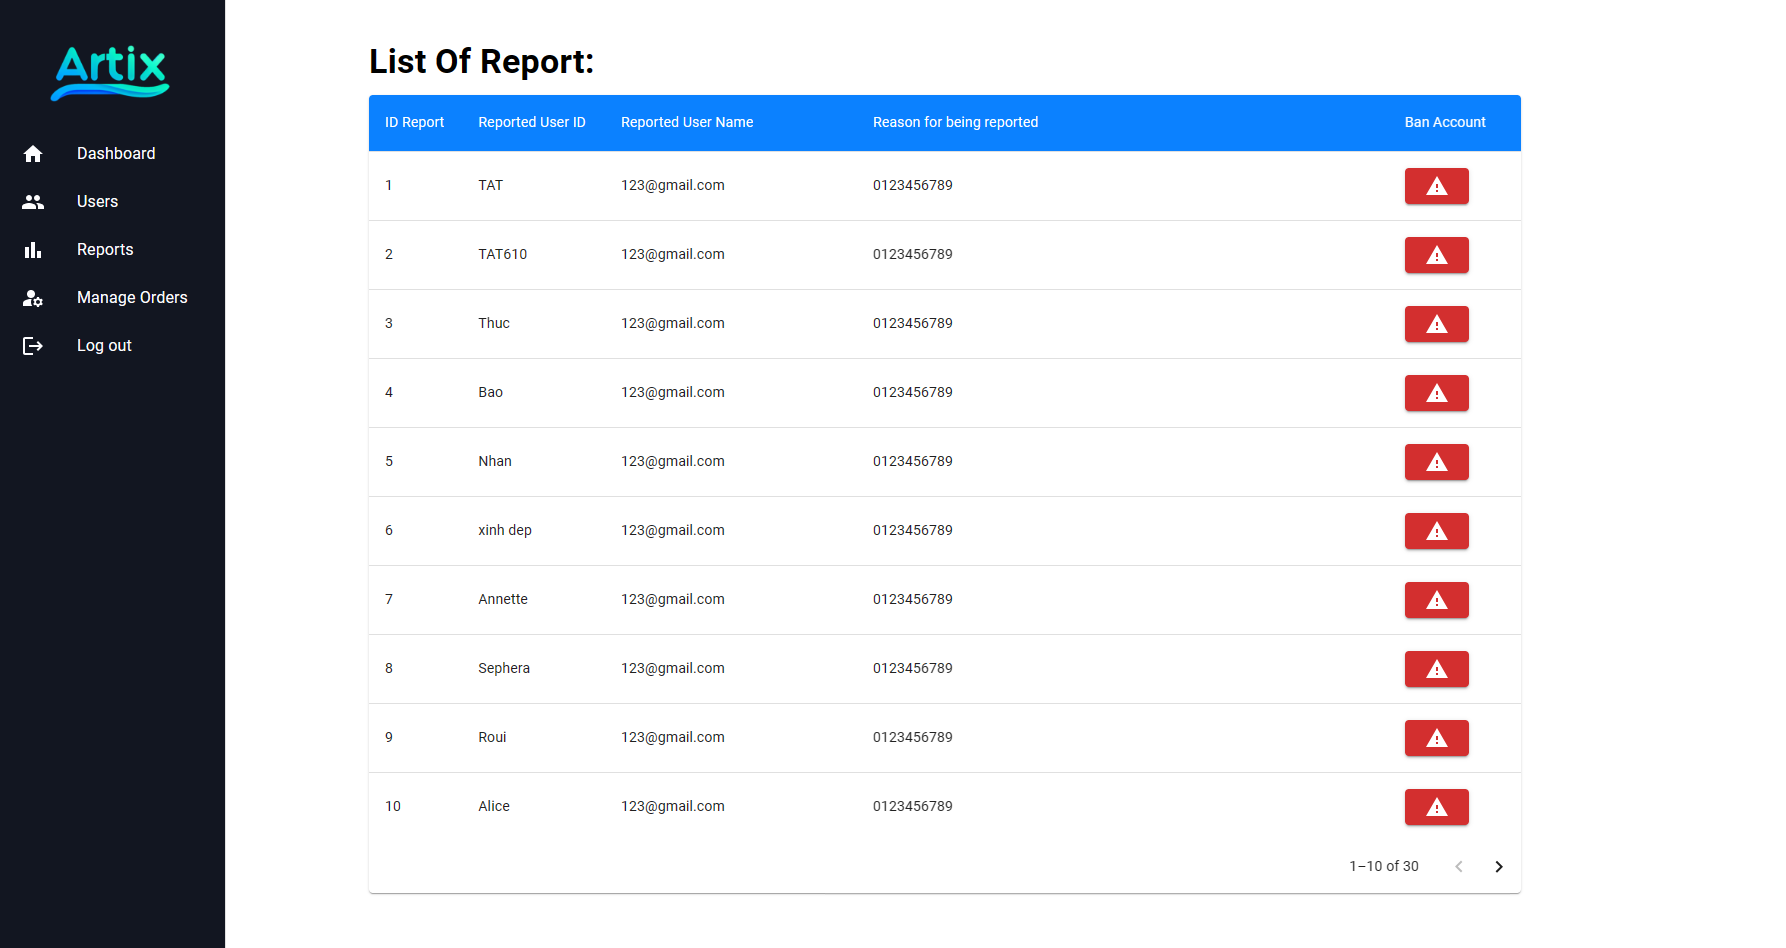 Artix
Dashboard
Users
Reports
Manage Orders
Log out
List Of Report:
ID Report Reported User ID Reported User Name Reason for being reported Ban Account
1 TAT 123@gmail.com 0123456789
2 TAT610 123@gmail.com 0123456789
3 Thuc 123@gmail.com 0123456789
4 Bao 123@gmail.com 0123456789
5 Nhan 123@gmail.com 0123456789
6 xinh dep 123@gmail.com 0123456789
7 Annette 123@gmail.com 0123456789
8 Sephera 123@gmail.com 0123456789
9 Roui 123@gmail.com 0123456789
10 Alice 123@gmail.com 0123456789
1–10 of 30